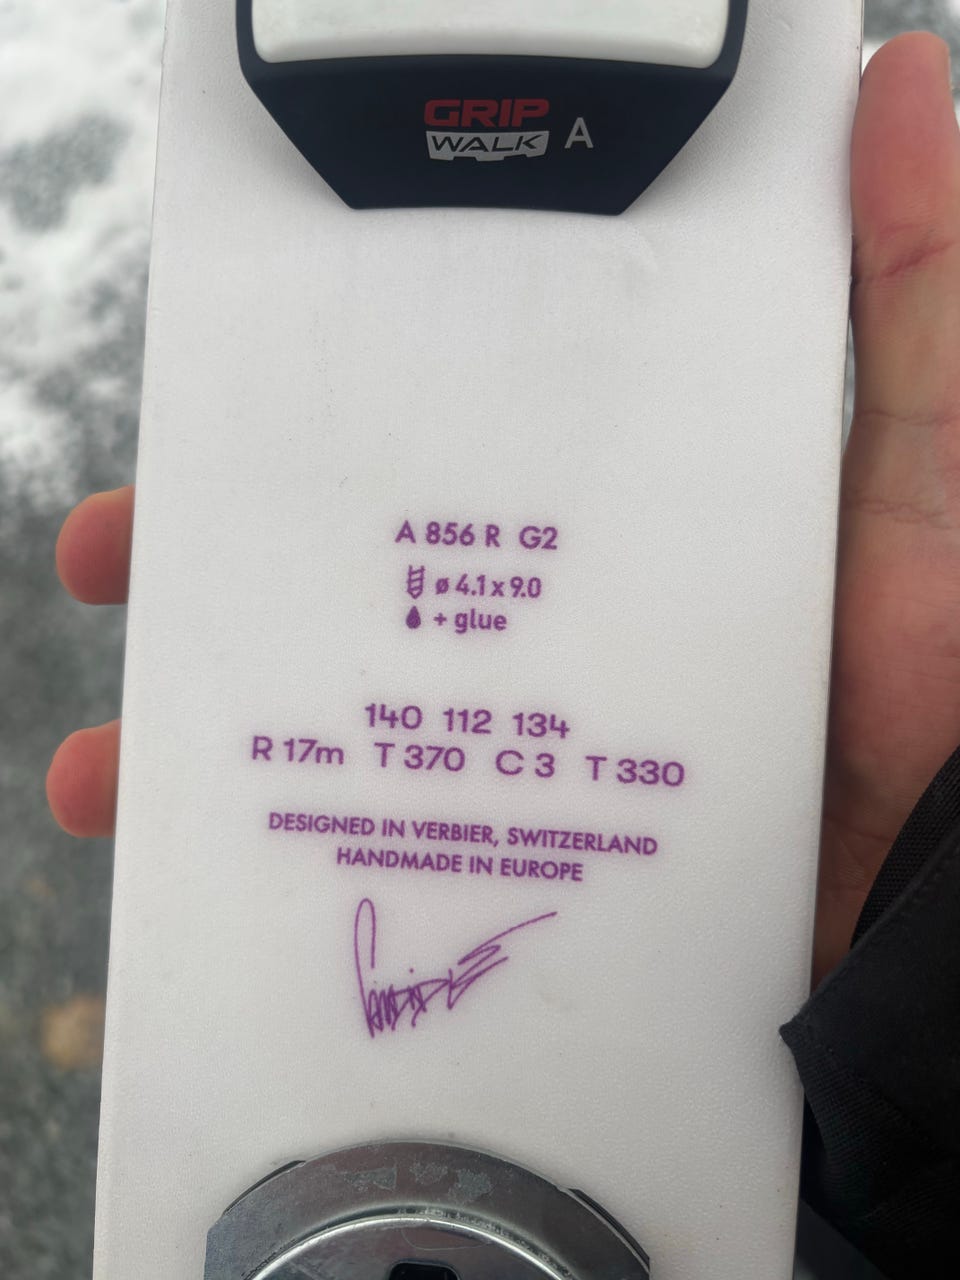 GRIP
WALK A
A 856 R G2
ø 4.1 x 9.0
+ glue
140 112 134
R 17m T 370 C 3 T 330
DESIGNED IN VERBIER, SWITZERLAND
HANDMADE IN EUROPE